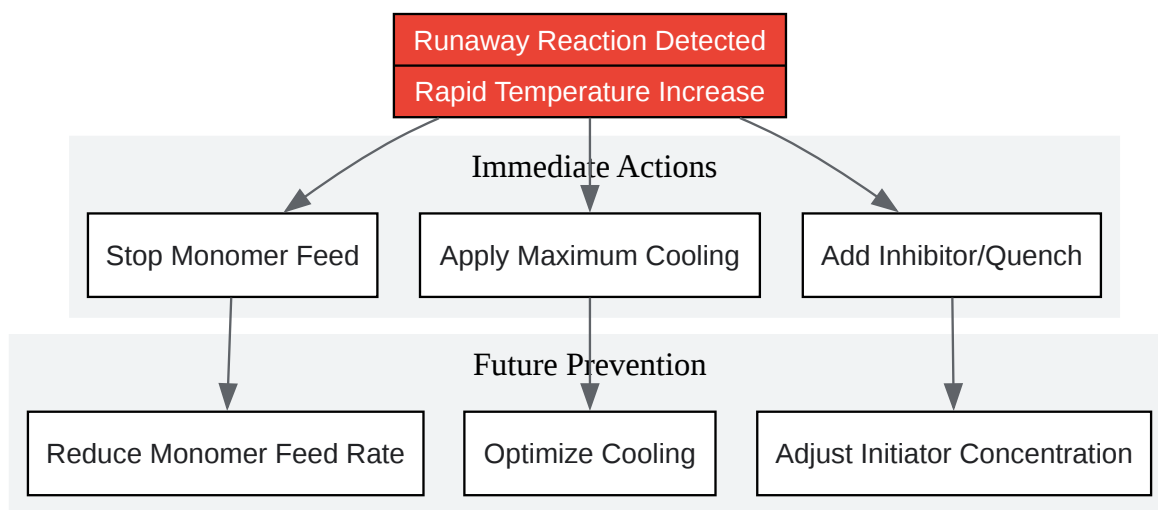 Runaway Reaction Detected
Rapid Temperature Increase
Immediate Actions
Stop Monomer Feed
Apply Maximum Cooling
Add Inhibitor/Quench
Future Prevention
Reduce Monomer Feed Rate
Optimize Cooling
Adjust Initiator Concentration